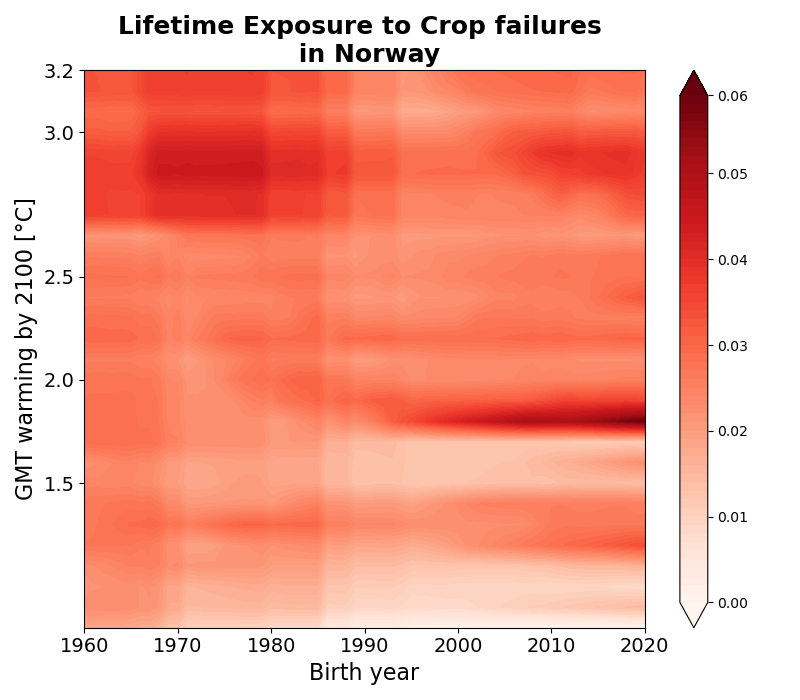 Lifetime Exposure to Crop failures
in Norway
GMT warming by 2100 [°C]
3.2
3.0
2.5
2.0
1.5
1960 1970 1980 1990 2000 2010 2020
Birth year
0.06
0.05
0.04
0.03
0.02
0.01
0.00